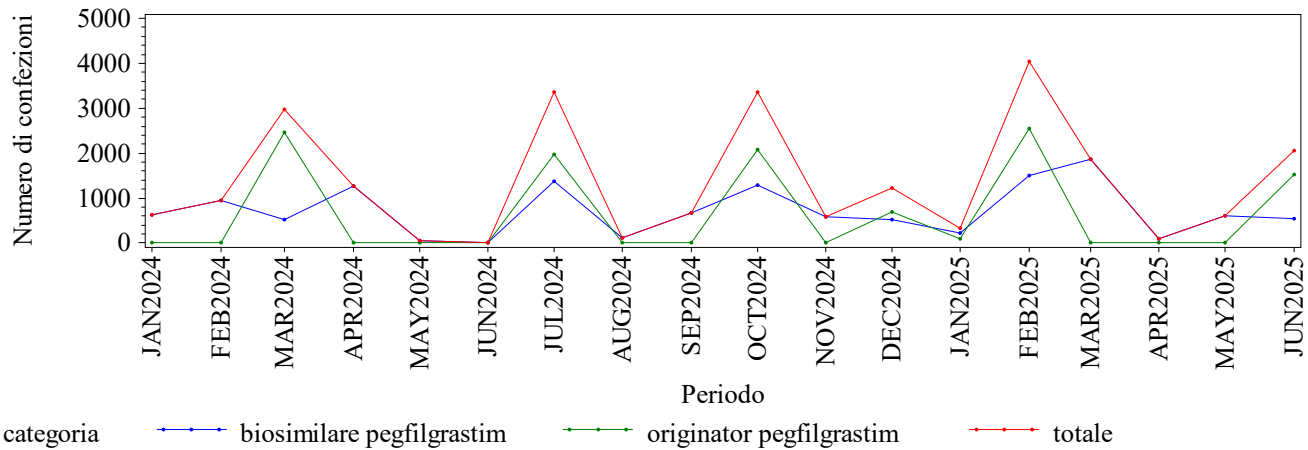 Numero di confezioni
5000
4000
3000
2000
1000
0
JAN2024
FEB2024
MAR2024
APR2024
MAY2024
JUN2024
JUL2024
AUG2024
SEP2024
OCT2024
NOV2024
DEC2024
JAN2025
FEB2025
MAR2025
APR2025
MAY2025
JUN2025
Periodo
categoria biosimilare pegfilgrastim originator pegfilgrastim totale